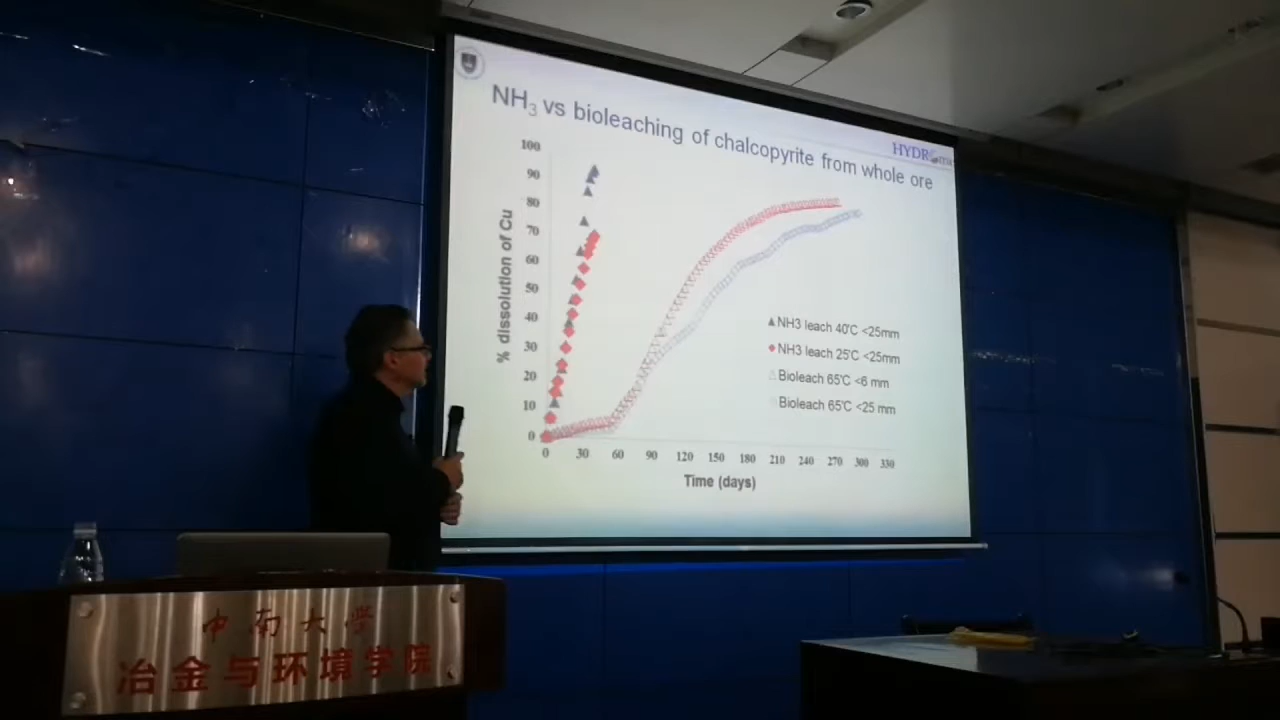 NH3 vs bioleaching of chalcopyrite from whole ore
HYDR
100
90
80
70
60
50
40
30
20
10
0
% dissolution of Cu
0 30 60 90 120 150 180 210 240 270 300 330
Time (days)
NH3 leach 40℃ <25mm
NH3 leach 25℃ <25mm
Bioleach 65℃ <6 mm
Bioleach 65℃ <25 mm
中南大学
冶金与环境学院